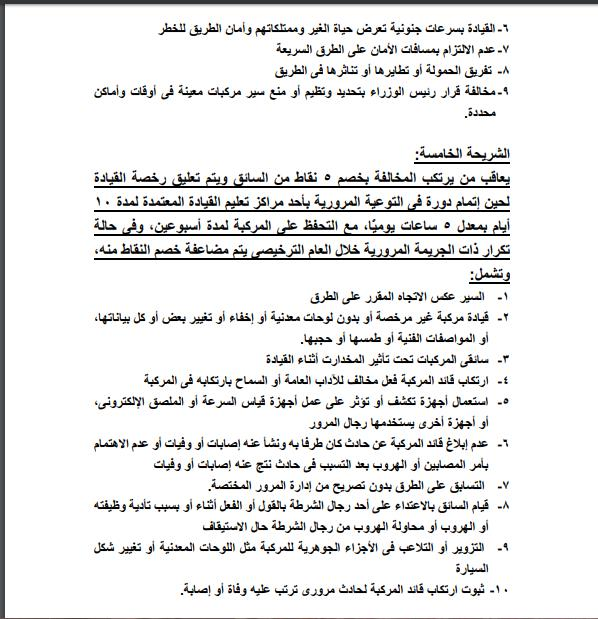 ٦- القيادة بسرعات جنونية تعرض حياة الغير وممتلكاتهم وأمان الطريق للخطر
٧- عدم الالتزام بمسافات الأمان على الطرق السريعة
٨- تفريق الحمولة أو تطايرها أو تناثرها فى الطريق
٩- مخالفة قرار رئيس الوزراء بتحديد وتظيم أو منع سير مركبات معينة فى أوقات وأماكن
محددة.
الشريحة الخامسة:
يعاقب من يرتكب المخالفة بخصم ٥ نقاط من السائق ويتم تعليق رخصة القيادة
لحين إتمام دورة فى التوعية المرورية بأحد مراكز تعليم القيادة المعتمدة لمدة ١٠
أيام بمعدل ٥ ساعات يوميًا، مع التحفظ على المركبة لمدة أسبوعين، وفى حالة
تكرار ذات الجريمة المرورية خلال العام الترخيصى يتم مضاعفة خصم النقاط منه،
وتشمل:
١- السير عكس الاتجاه المقرر على الطرق
٢- قيادة مركبة غير مرخصة أو بدون لوحات معدنية أو إخفاء أو تغيير بعض أو كل بياناتها،
أو المواصفات الفنية أو طمسها أو حجبها.
٣- سائقى المركبات تحت تأثير المخدارت أثناء القيادة
٤- ارتكاب قائد المركبة فعل مخالف للآداب العامة أو السماح بارتكابه فى المركبة
٥- استعمال أجهزة تكشف أو تؤثر على عمل أجهزة قياس السرعة أو الملصق الإلكترونى،
أو أجهزة أخرى يستخدمها رجال المرور
٦- عدم إبلاغ قائد المركبة عن حادث كان طرفا به ونشأ عنه إصابات أو وفيات أو عدم الاهتمام
بأمر المصابين أو الهروب بعد التسبب فى حادث نتج عنه إصابات أو وفيات
٧- التسابق على الطرق بدون تصريح من إدارة المرور المختصة.
٨- قيام السائق بالاعتداء على أحد رجال الشرطة بالقول أو الفعل أثناء أو بسبب تأدية وظيفته
أو الهروب أو محاولة الهروب من رجال الشرطة حال الاستيقاف
٩- التزوير أو التلاعب فى الأجزاء الجوهرية للمركبة مثل اللوحات المعدنية أو تغيير شكل
السيارة
١٠- ثبوت ارتكاب قائد المركبة لحادث مرورى ترتب عليه وفاة أو إصابة.